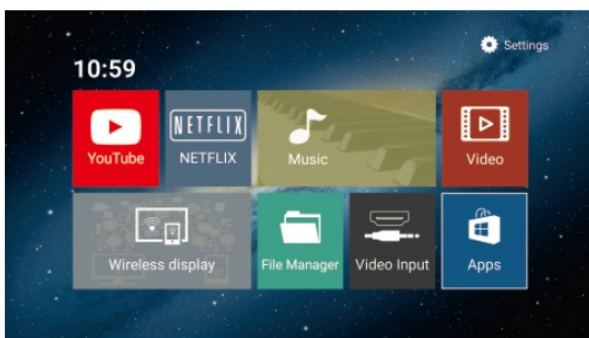 Settings
10:59
YouTube
NETFLIX
NETFLIX
Music
Video
Wireless display
File Manager
Video Input
Apps